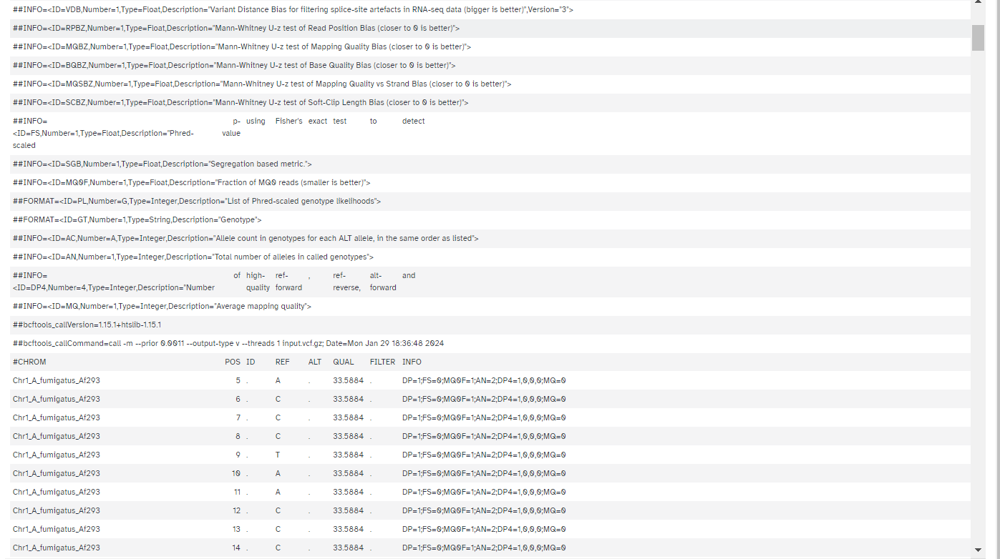 ##INFO=<ID=VDB,Number=1,Type=Float,Description="Variant Distance Bias for filtering splice-site artefacts in RNA-seq data (bigger is better)",Version="3">
##INFO=<ID=RPBZ,Number=1,Type=Float,Description="Mann-Whitney U-z test of Read Position Bias (closer to 0 is better)">
##INFO=<ID=MQBZ,Number=1,Type=Float,Description="Mann-Whitney U-z test of Mapping Quality Bias (closer to 0 is better)">
##INFO=<ID=BQBZ,Number=1,Type=Float,Description="Mann-Whitney U-z test of Base Quality Bias (closer to 0 is better)">
##INFO=<ID=MQSBZ,Number=1,Type=Float,Description="Mann-Whitney U-z test of Mapping Quality vs Strand Bias (closer to 0 is better)">
##INFO=<ID=SCBZ,Number=1,Type=Float,Description="Mann-Whitney U-z test of Soft-Clip Length Bias (closer to 0 is better)">
##INFO= p- using Fisher's exact test to detect
<ID=FS,Number=1,Type=Float,Description="Phred- value
scaled
##INFO=<ID=SGB,Number=1,Type=Float,Description="Segregation based metric.">
##INFO=<ID=MQ0F,Number=1,Type=Float,Description="Fraction of MQ0 reads (smaller is better)">
##FORMAT=<ID=PL,Number=G,Type=Integer,Description="List of Phred-scaled genotype likelihoods">
##FORMAT=<ID=GT,Number=1,Type=String,Description="Genotype">
##INFO=<ID=AC,Number=A,Type=Integer,Description="Allele count in genotypes for each ALT allele, in the same order as listed">
##INFO=<ID=AN,Number=1,Type=Integer,Description="Total number of alleles in called genotypes">
##INFO= of high- ref- , ref- alt- and
<ID=DP4,Number=4,Type=Integer,Description="Number quality forward reverse, forward
##INFO=<ID=MQ,Number=1,Type=Integer,Description="Average mapping quality">
##bcftools_callVersion=1.15.1+htslib-1.15.1
##bcftools_callCommand=call -m --prior 0.0011 --output-type v --threads 1 input.vcf.gz; Date=Mon Jan 29 18:36:48 2024
#CHROM POS ID REF ALT QUAL FILTER INFO
Chr1_A_fumigatus_Af293 5 . A . 33.5884 . DP=1;FS=0;MQ0F=1;AN=2;DP4=1,0,0,0;MQ=0
Chr1_A_fumigatus_Af293 6 . C . 33.5884 . DP=1;FS=0;MQ0F=1;AN=2;DP4=1,0,0,0;MQ=0
Chr1_A_fumigatus_Af293 7 . C . 33.5884 . DP=1;FS=0;MQ0F=1;AN=2;DP4=1,0,0,0;MQ=0
Chr1_A_fumigatus_Af293 8 . C . 33.5884 . DP=1;FS=0;MQ0F=1;AN=2;DP4=1,0,0,0;MQ=0
Chr1_A_fumigatus_Af293 9 . T . 33.5884 . DP=1;FS=0;MQ0F=1;AN=2;DP4=1,0,0,0;MQ=0
Chr1_A_fumigatus_Af293 10 . A . 33.5884 . DP=1;FS=0;MQ0F=1;AN=2;DP4=1,0,0,0;MQ=0
Chr1_A_fumigatus_Af293 11 . A . 33.5884 . DP=1;FS=0;MQ0F=1;AN=2;DP4=1,0,0,0;MQ=0
Chr1_A_fumigatus_Af293 12 . C . 33.5884 . DP=1;FS=0;MQ0F=1;AN=2;DP4=1,0,0,0;MQ=0
Chr1_A_fumigatus_Af293 13 . C . 33.5884 . DP=1;FS=0;MQ0F=1;AN=2;DP4=1,0,0,0;MQ=0
Chr1_A_fumigatus_Af293 14 . C . 33.5884 . DP=1;FS=0;MQ0F=1;AN=2;DP4=1,0,0,0;MQ=0